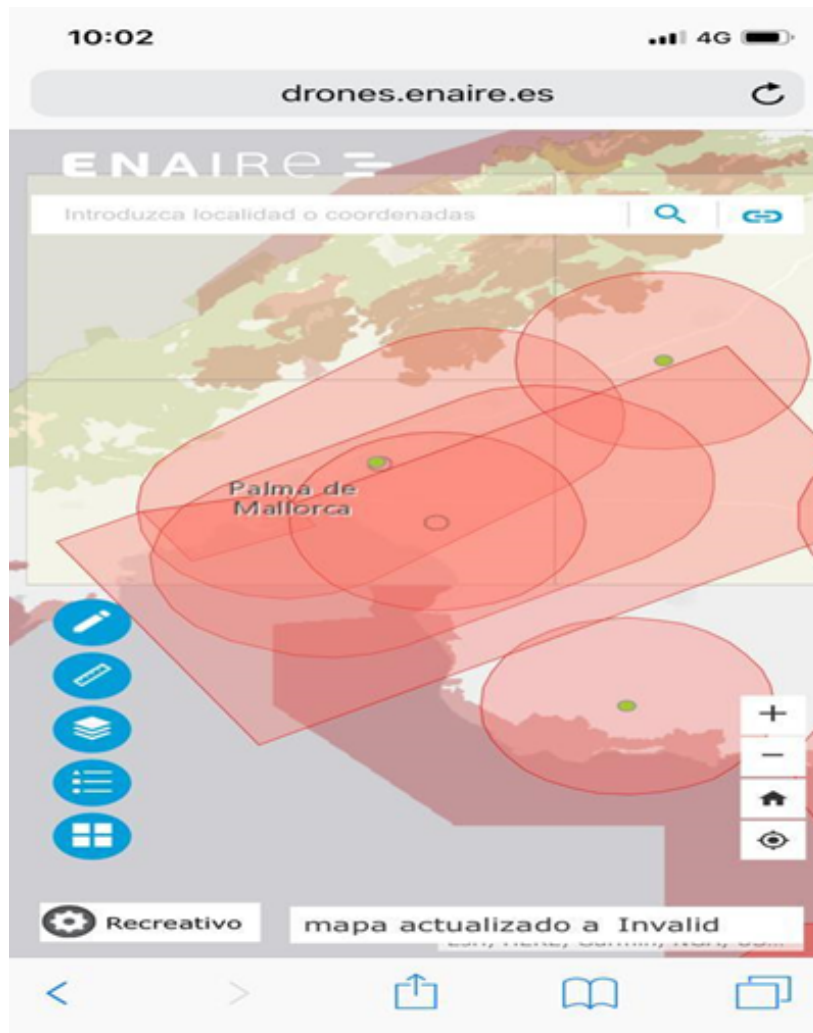 10:02
4G
drones.enaire.es
ENAIRe
Introduzca localidad o coordenadas
Palma de
Mallorca
Recreativo
mapa actualizado a Invalid